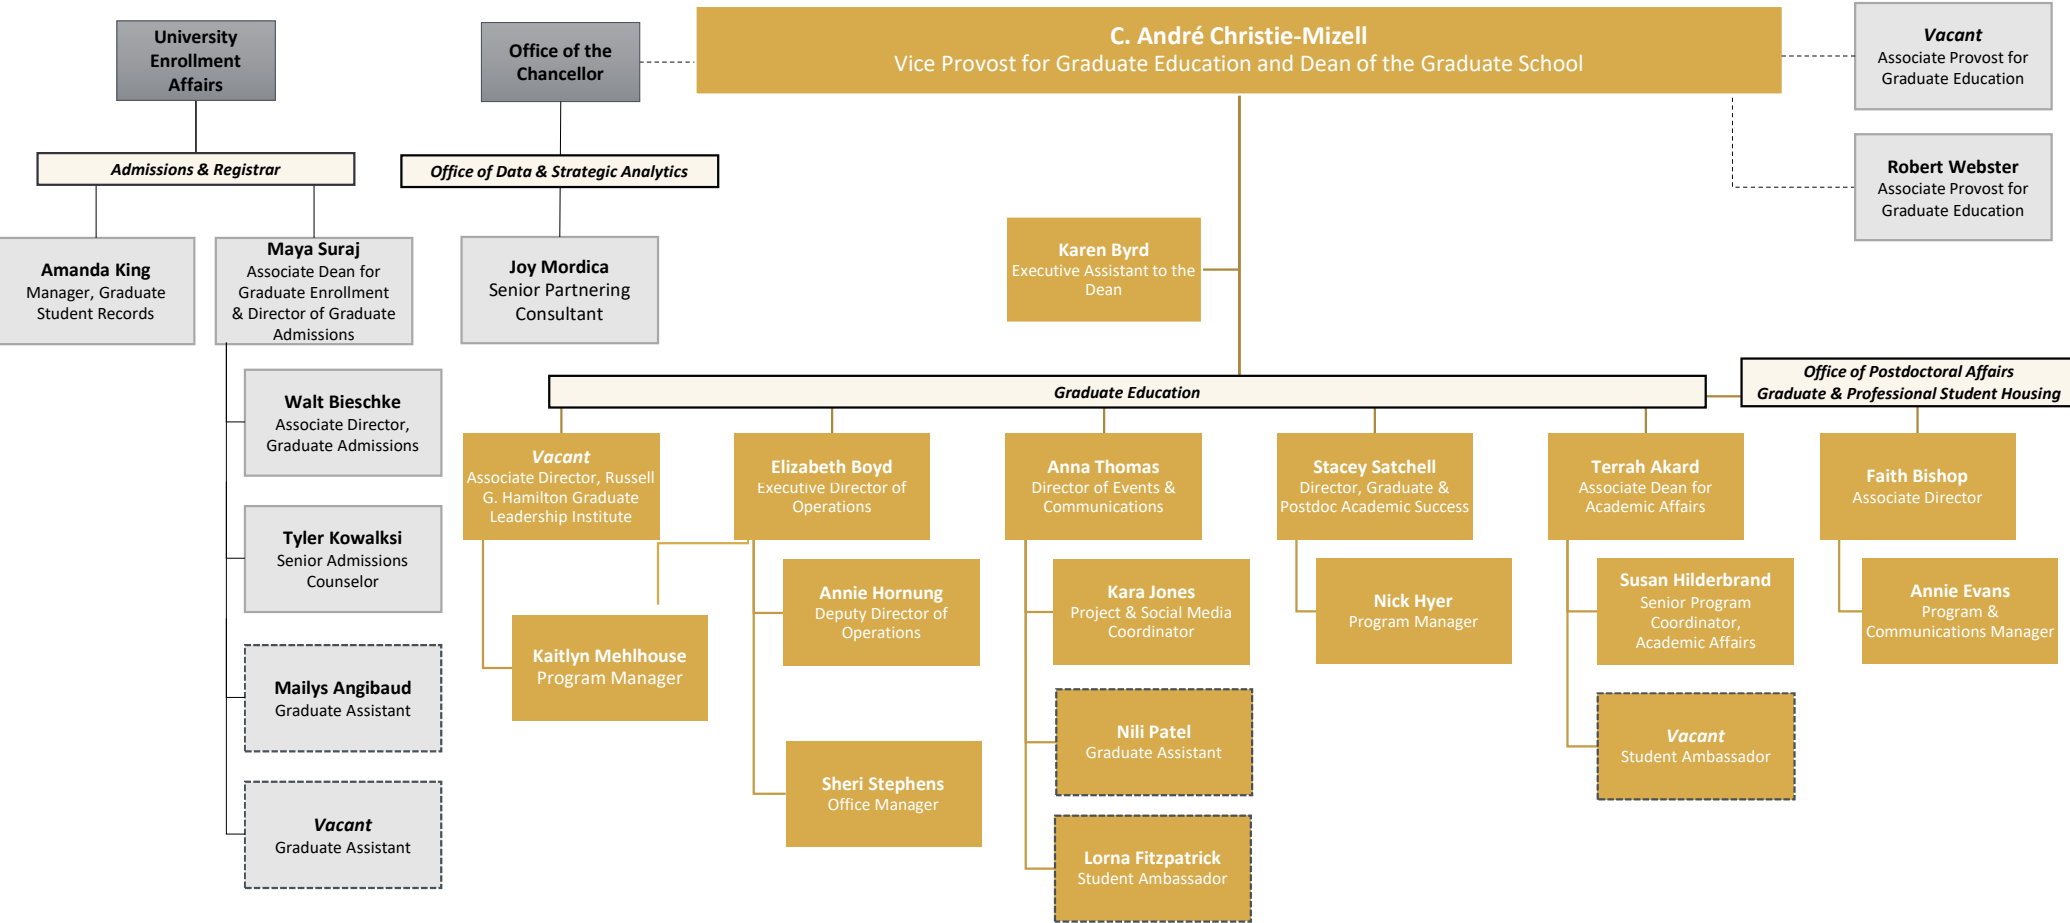 University
Enrollment
Affairs
Office of the
Chancellor
C. André Christie-Mizell
Vice Provost for Graduate Education and Dean of the Graduate School
Vacant
Associate Provost for
Graduate Education
Robert Webster
Associate Provost for
Graduate Education
Admissions & Registrar
Office of Data & Strategic Analytics
Amanda King
Manager, Graduate
Student Records
Maya Suraj
Associate Dean for
Graduate Enrollment
& Director of Graduate
Admissions
Joy Mordica
Senior Partnering
Consultant
Karen Byrd
Executive Assistant to the
Dean
Walt Bieschke
Associate Director,
Graduate Admissions
Tyler Kowalksi
Senior Admissions
Counselor
Mailys Angibaud
Graduate Assistant
Vacant
Graduate Assistant
Graduate Education
Office of Postdoctoral Affairs
Graduate & Professional Student Housing
Vacant
Associate Director, Russell
G. Hamilton Graduate
Leadership Institute
Kaitlyn Mehlhouse
Program Manager
Elizabeth Boyd
Executive Director of
Operations
Annie Hornung
Deputy Director of
Operations
Sheri Stephens
Office Manager
Anna Thomas
Director of Events &
Communications
Kara Jones
Project & Social Media
Coordinator
Nili Patel
Graduate Assistant
Lorna Fitzpatrick
Student Ambassador
Stacey Satchell
Director, Graduate &
Postdoc Academic Success
Nick Hyer
Program Manager
Terrah Akard
Associate Dean for
Academic Affairs
Susan Hilderbrand
Senior Program
Coordinator,
Academic Affairs
Vacant
Student Ambassador
Faith Bishop
Associate Director
Annie Evans
Program &
Communications Manager